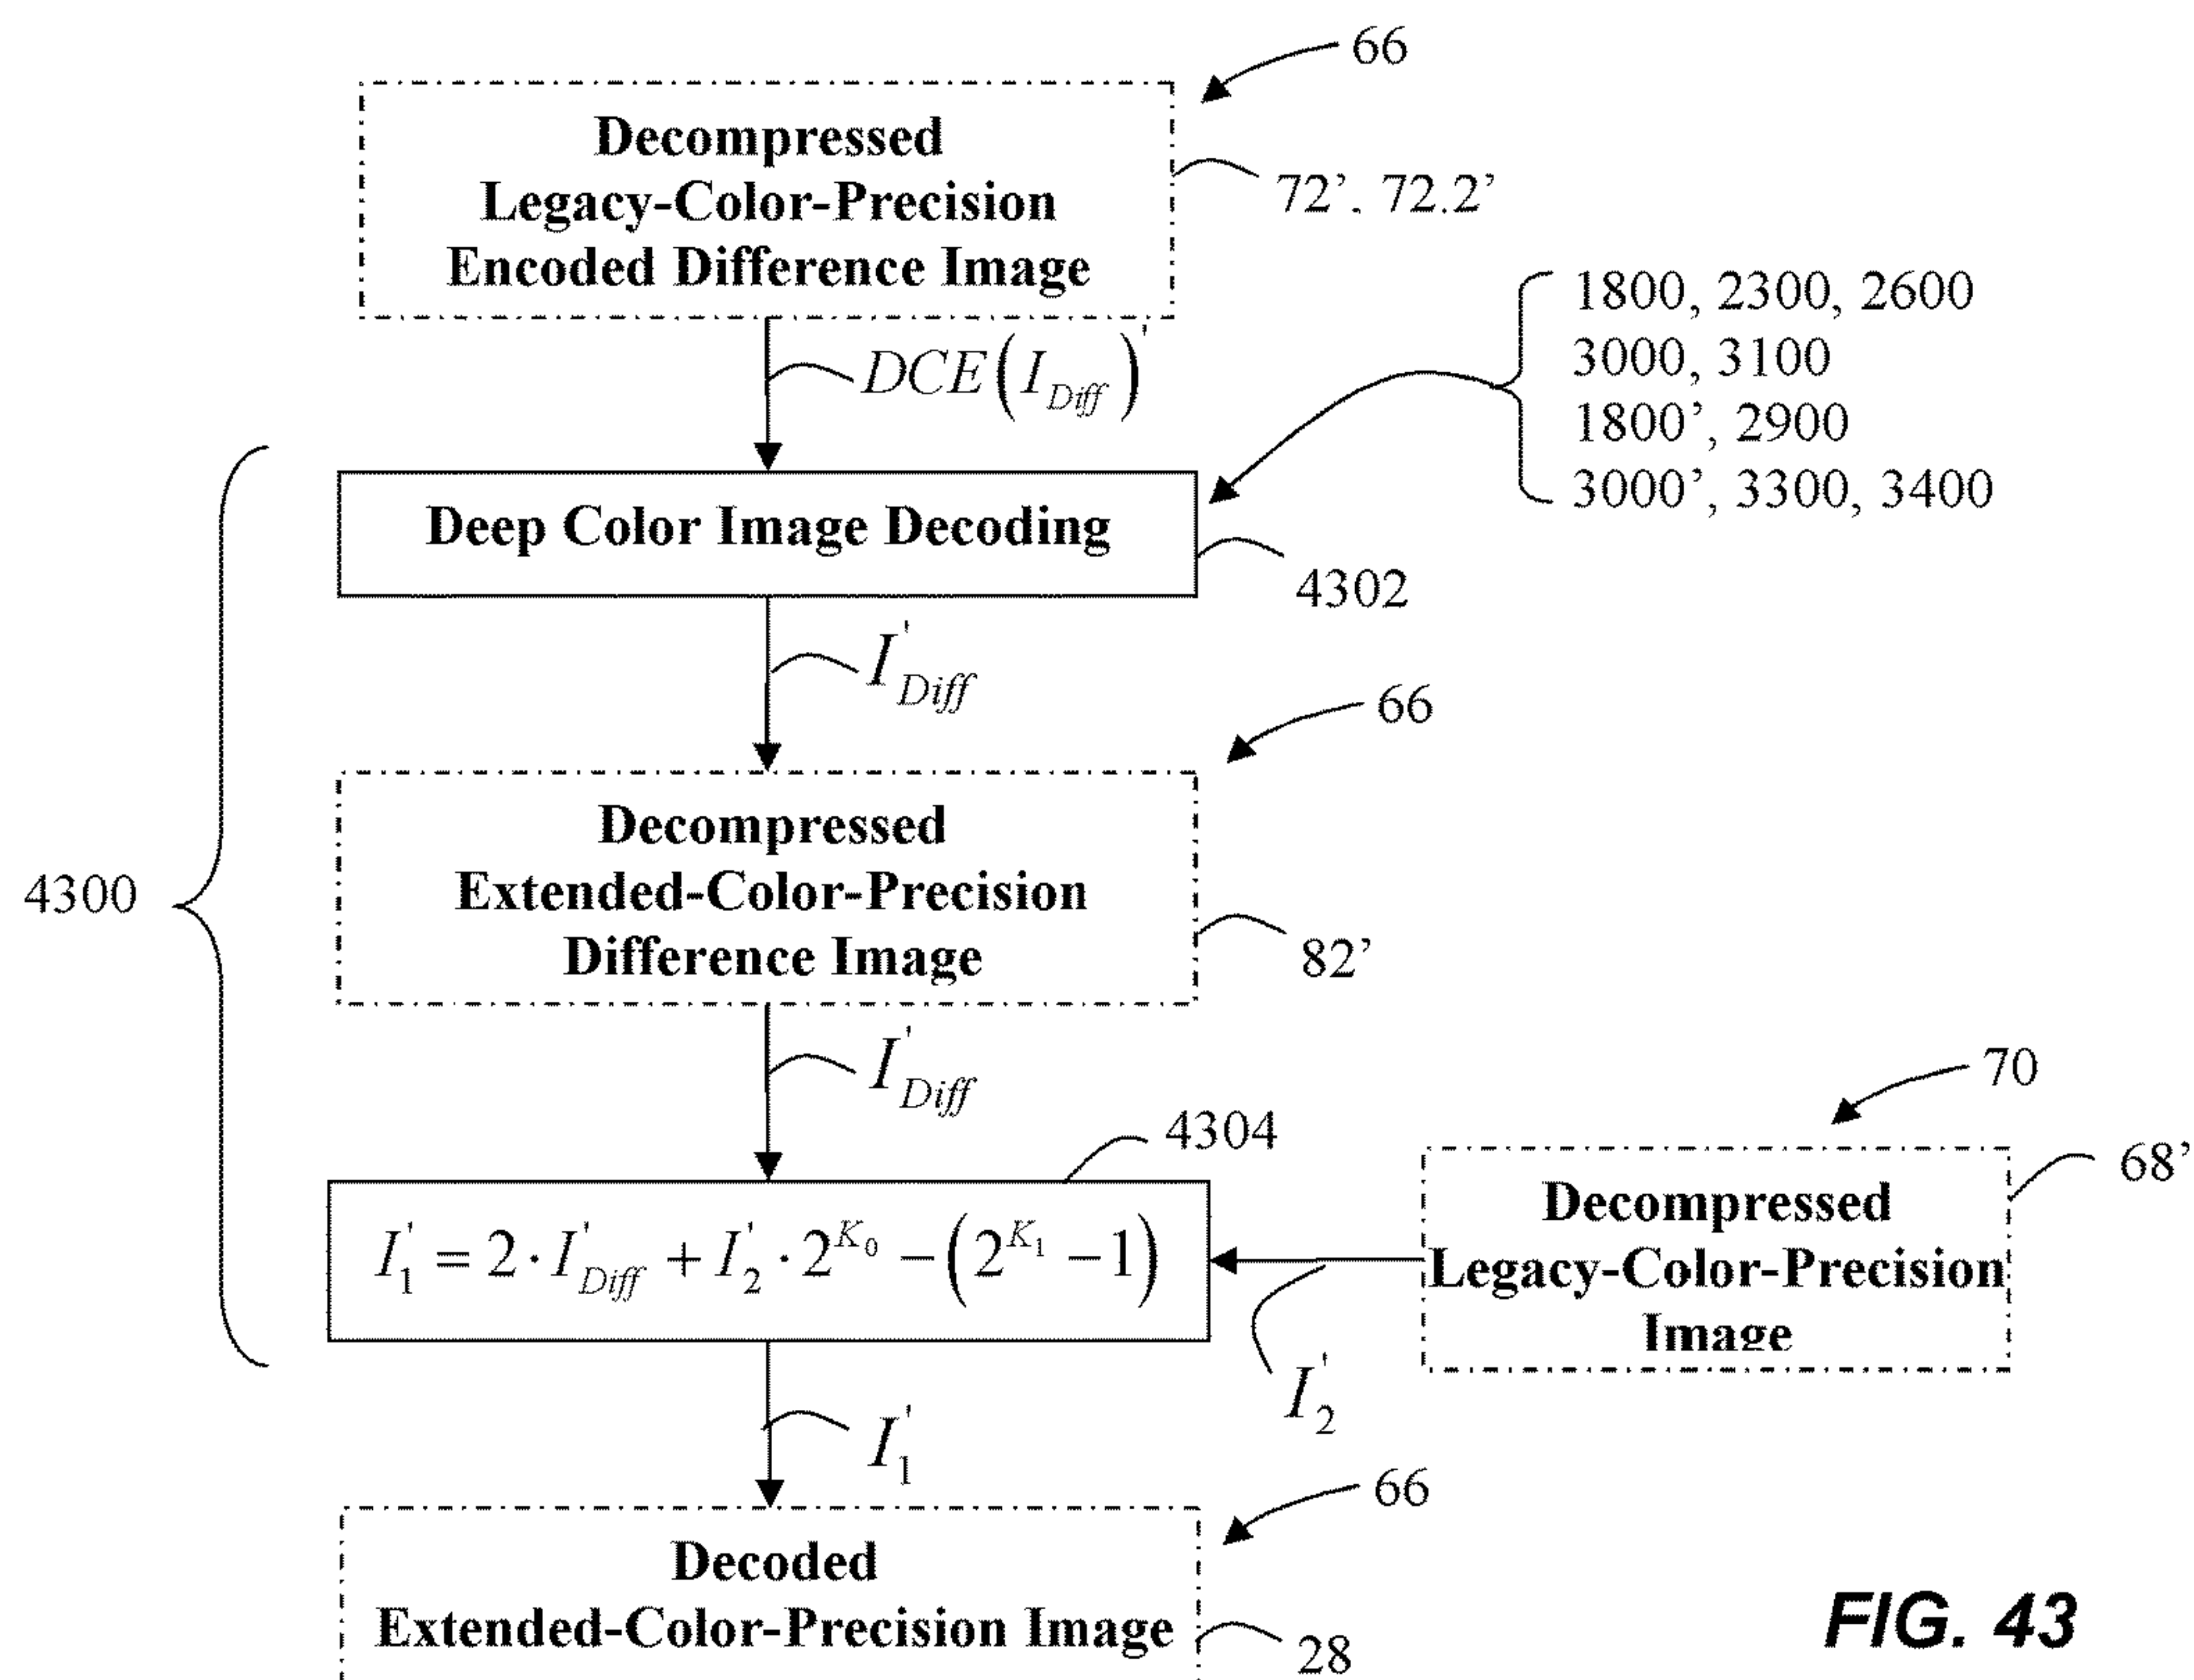 66
Decompressed
Legacy-Color-Precision
Encoded Difference Image
72’. 72.2’
DCE(I_Diff)'
1800, 2300, 2600
3000, 3100
1800’, 2900
3000’, 3300, 3400
Deep Color Image Decoding
4302
I'_Diff
66
Decompressed
Extended-Color-Precision
Difference Image
82’
4300
I'_Diff
4304
70
68’
I'_1 = 2 · I'_Diff + I'_2 · 2^{K_0} − (2^{K_1} − 1)
Decompressed
Legacy-Color-Precision
Image
I'_2
I'_1
66
Decoded
Extended-Color-Precision Image
28
FIG. 43